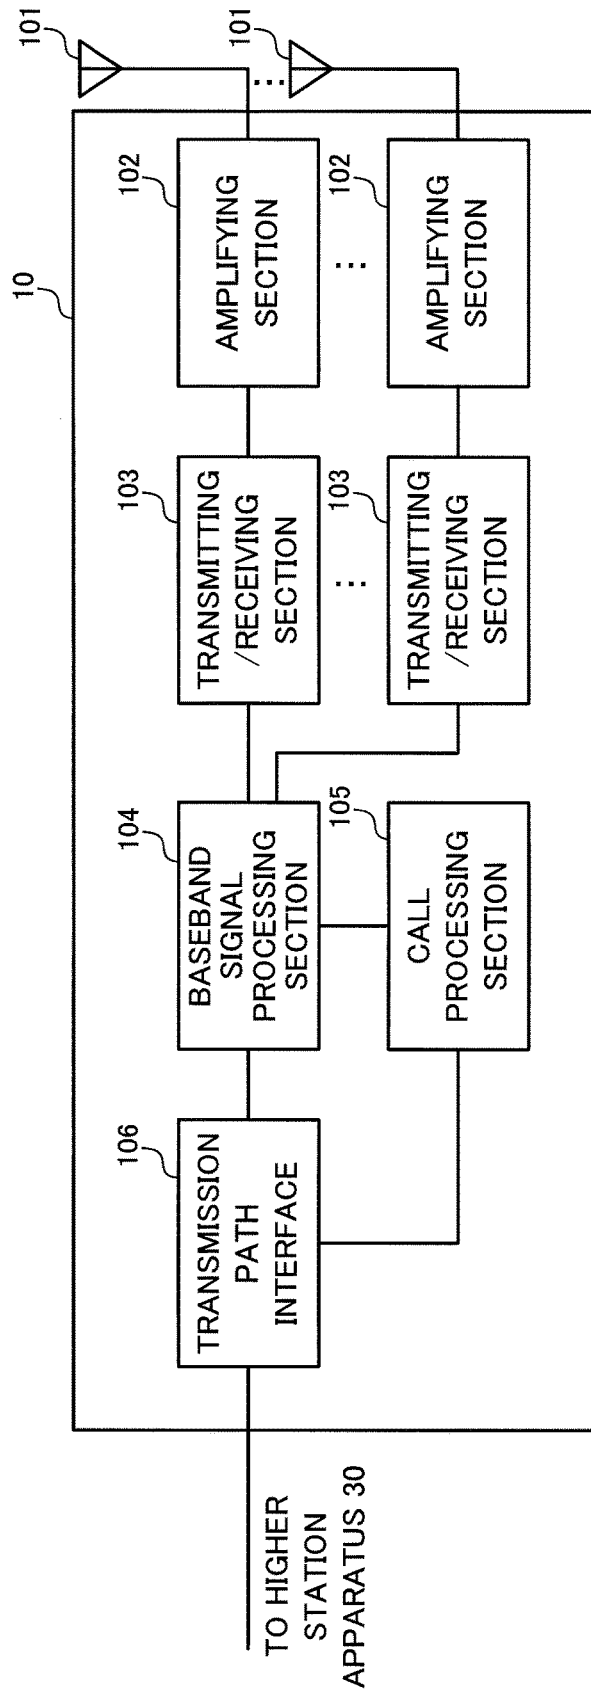 10
101
101
102
AMPLIFYING
SECTION
103
TRANSMITTING
/RECEIVING
SECTION
104
BASEBAND
SIGNAL
PROCESSING
SECTION
106
TRANSMISSION
PATH
INTERFACE
TO HIGHER
STATION
APPARATUS 30
...
...
...
102
AMPLIFYING
SECTION
103
TRANSMITTING
/RECEIVING
SECTION
105
CALL
PROCESSING
SECTION